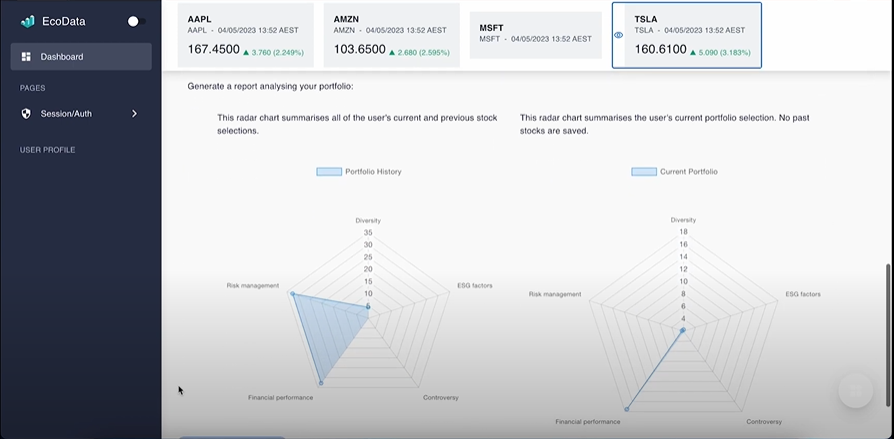 EcoData
Dashboard
PAGES
Session/Auth
USER PROFILE
AAPL
AAPL • 04/05/2023 13:52 AEST
167.4500 ▲ 3.760 (2.249%)
AMZN
AMZN • 04/05/2023 13:52 AEST
103.6500 ▲ 2.680 (2.595%)
MSFT
MSFT • 04/05/2023 13:52 AEST
TSLA
TSLA • 04/05/2023 13:52 AEST
160.6100 ▲ 5.090 (3.183%)
Generate a report analysing your portfolio:
This radar chart summarises all of the user's current and previous stock
selections.
Portfolio History
Diversity
35
30
25
20
15
10
5
Risk management
ESG factors
Financial performance
Controversy
This radar chart summarises the user's current portfolio selection. No past
stocks are saved.
Current Portfolio
Diversity
18
16
14
12
10
8
6
4
Risk management
ESG factors
Financial performance
Controversy